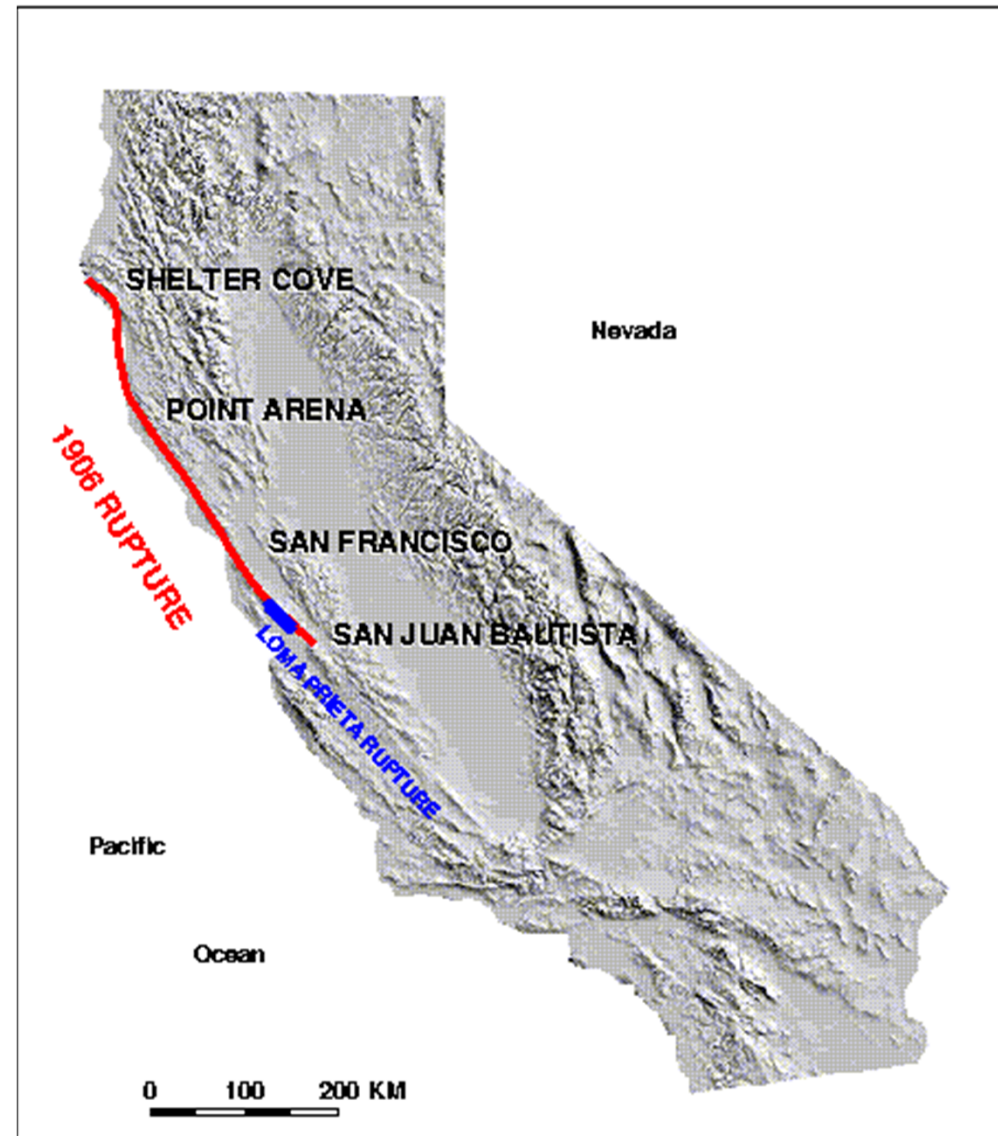 SHELTER COVE
Nevada
POINT ARENA
1906 RUPTURE
SAN FRANCISCO
SAN JUAN BAUTISTA
LOMA PRIETA RUPTURE
Pacific
Ocean
0 100 200 KM